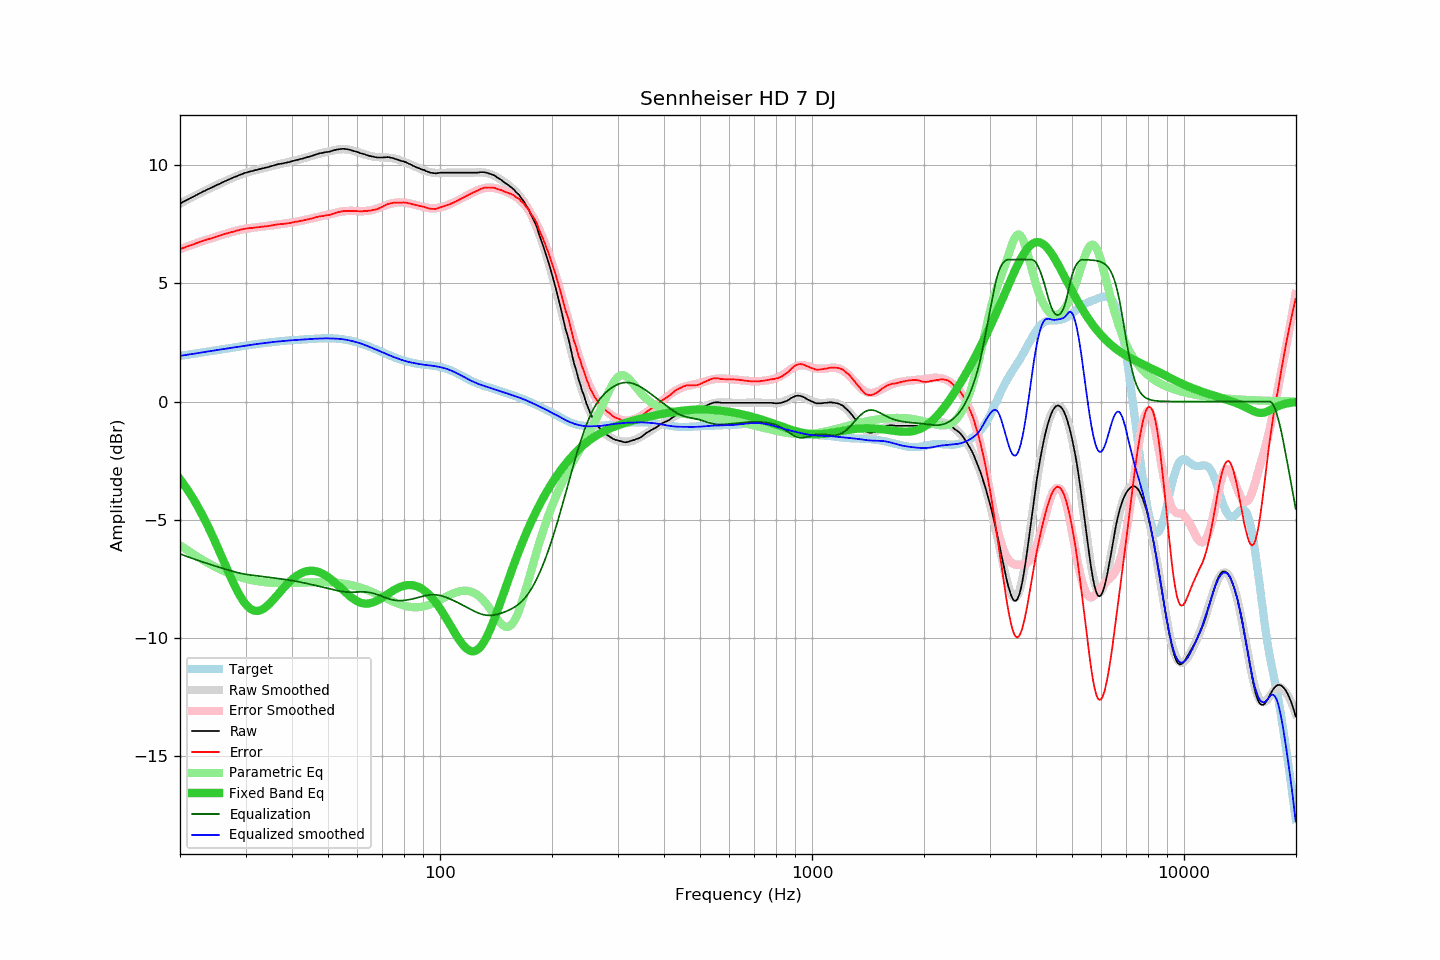 Sennheiser HD 7 DJ
Amplitude (dBr)
10
5
0
−5
−10
−15
Target
Raw Smoothed
Error Smoothed
Raw
Error
Parametric Eq
Fixed Band Eq
Equalization
Equalized smoothed
100
1000
10000
Frequency (Hz)